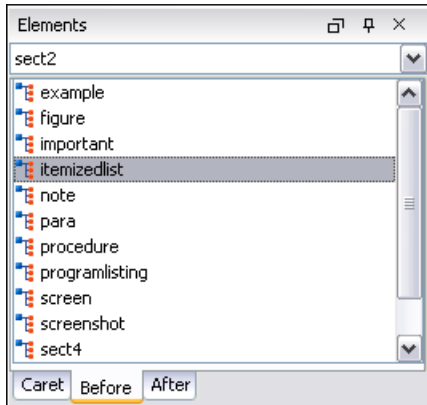 Elements
sect2
example
figure
important
itemizedlist
note
para
procedure
programlisting
screen
screenshot
sect4
Caret Before After